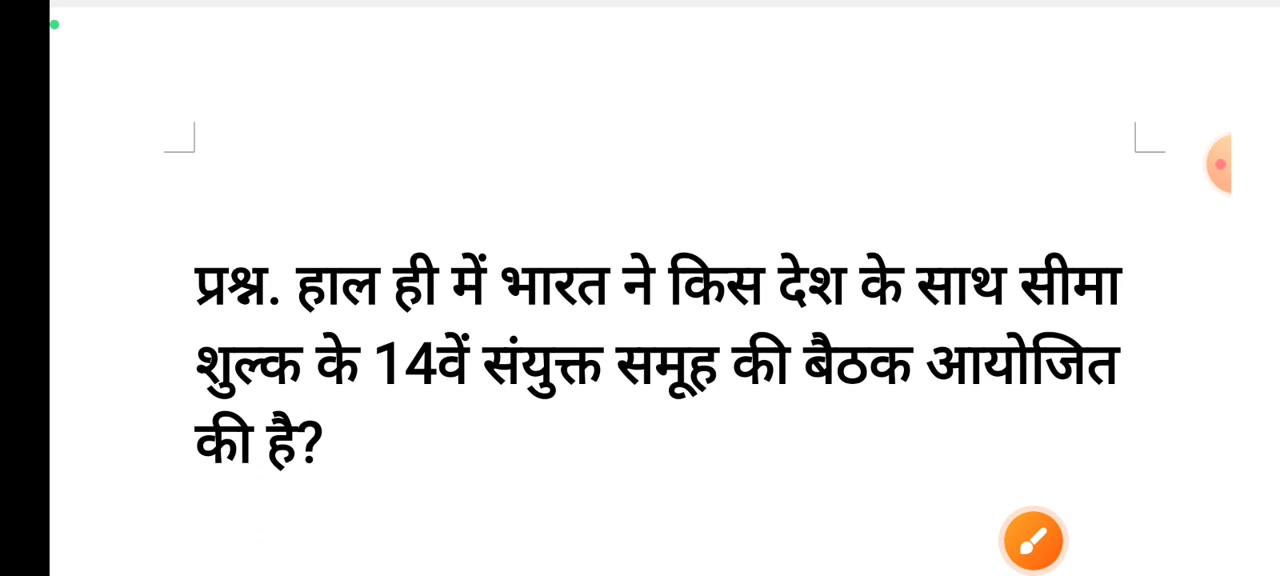 प्रश्न. हाल ही में भारत ने किस देश के साथ सीमा
शुल्क के 14वें संयुक्त समूह की बैठक आयोजित
की है?